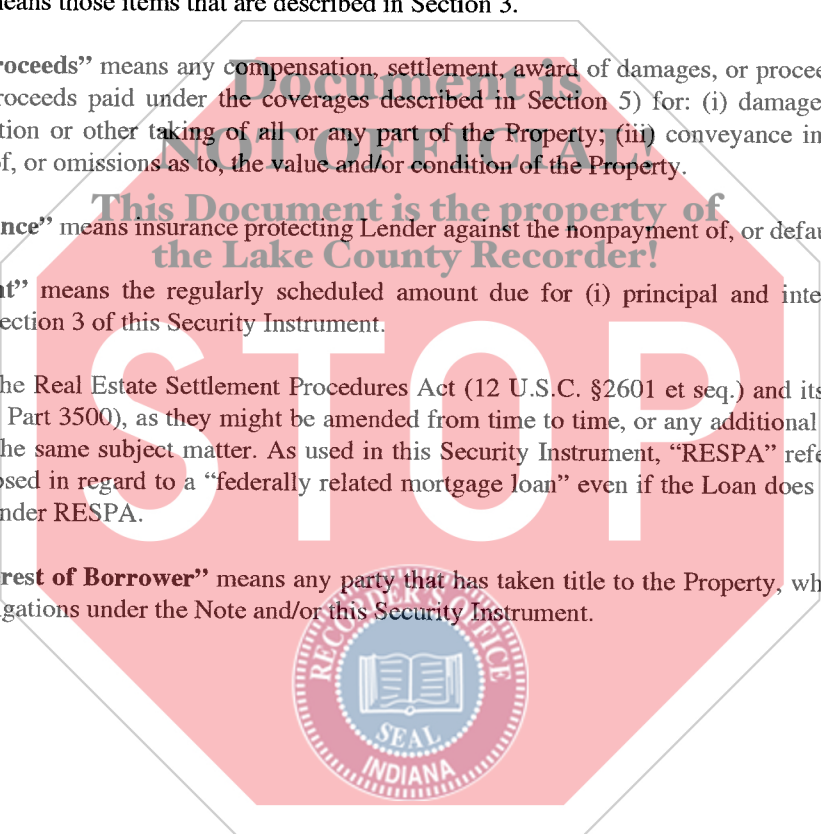 eans those items that are described in Section 3.
Document is
roceeds” means any compensation, settlement, award of damages, or procee
roceeds paid under the coverages described in Section 5) for: (i) damage
tion or other taking of all or any part of the Property; (iii) conveyance in
NOT OFFICIAL!
f, or omissions as to, the value and/or condition of the Property.
This Document is the property of
nce” means insurance protecting Lender against the nonpayment of, or defau
the Lake County Recorder!
nt” means the regularly scheduled amount due for (i) principal and inte
ection 3 of this Security Instrument.
STOP
he Real Estate Settlement Procedures Act (12 U.S.C. §2601 et seq.) and its
Part 3500), as they might be amended from time to time, or any additional
he same subject matter. As used in this Security Instrument, “RESPA” refe
osed in regard to a “federally related mortgage loan” even if the Loan does
nder RESPA.
rest of Borrower” means any party that has taken title to the Property, wh
gations under the Note and/or this Security Instrument.
RECORDER'S OFFICE
SEAL
INDIANA